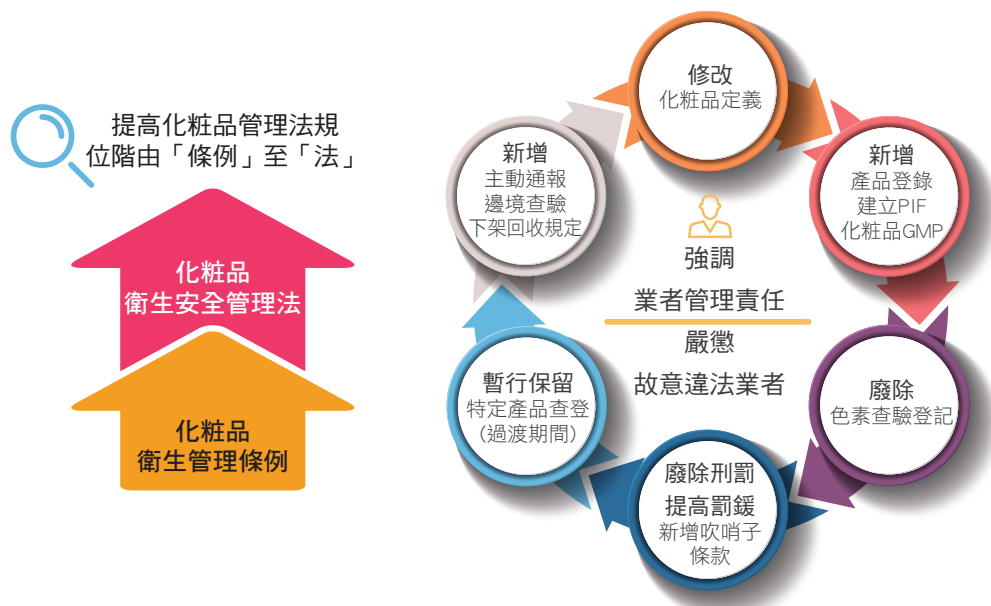 提高化粧品管理法規
位階由「條例」至「法」
化粧品
衛生安全管理法
化粧品
衛生管理條例
修改
化粧品定義
新增
產品登錄
建立PIF
化粧品GMP
廢除
色素查驗登記
廢除刑罰
提高罰鍰
新增吹哨子
條款
暫行保留
特定產品查登
(過渡期間)
新增
主動通報
邊境查驗
下架回收規定
強調
業者管理責任
嚴懲
故意違法業者